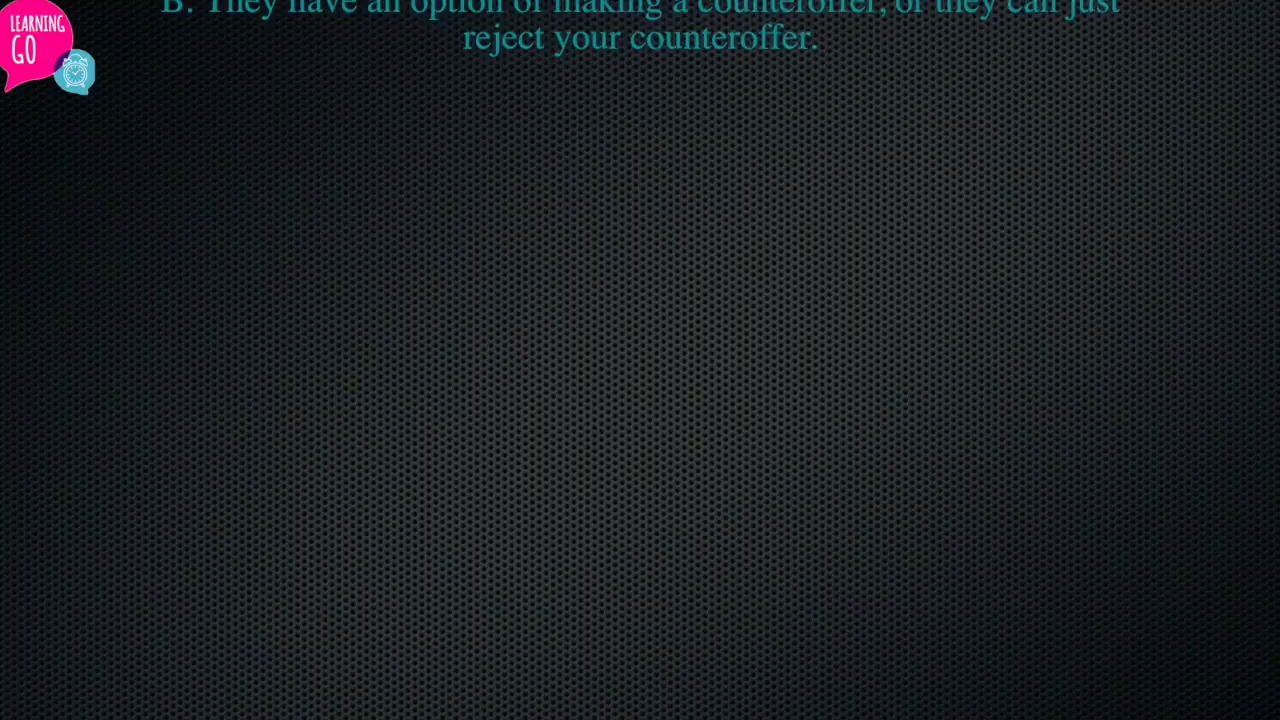 LEARNING
GO
B. They have an option of making a counteroffer, or they can just
reject your counteroffer.